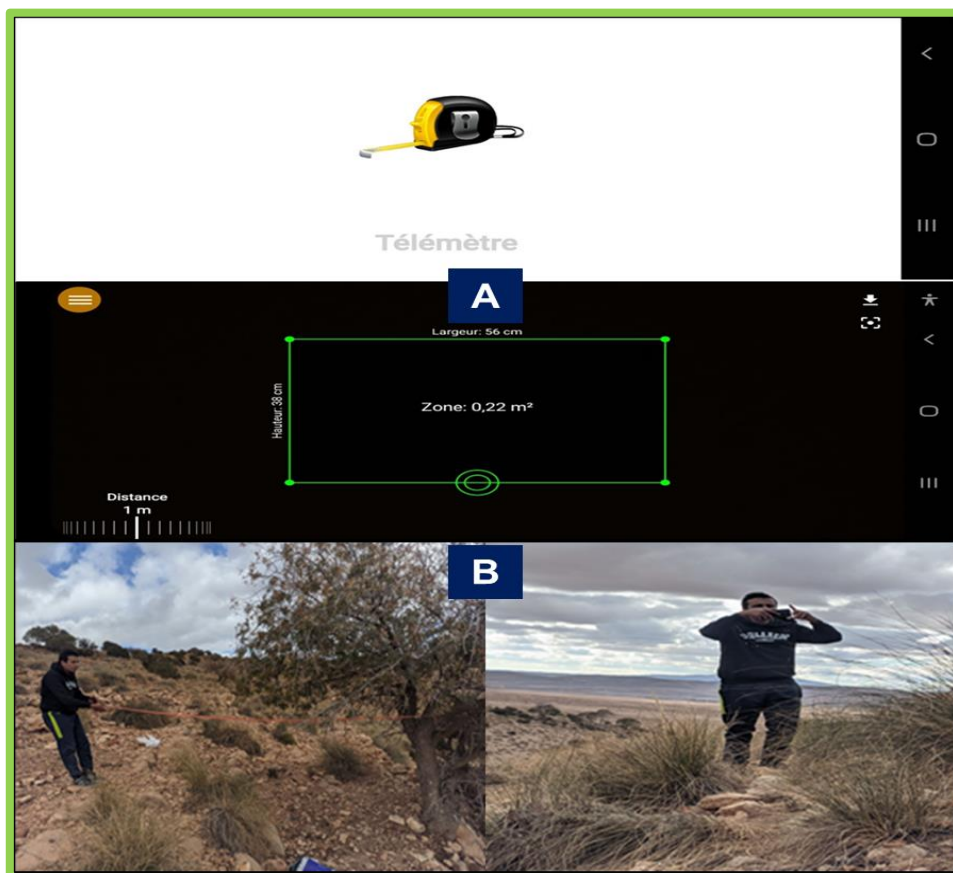 Télémètre
A
Largeur: 56 cm
Hauteur: 38 cm
Zone: 0,22 m²
Distance
1 m
B